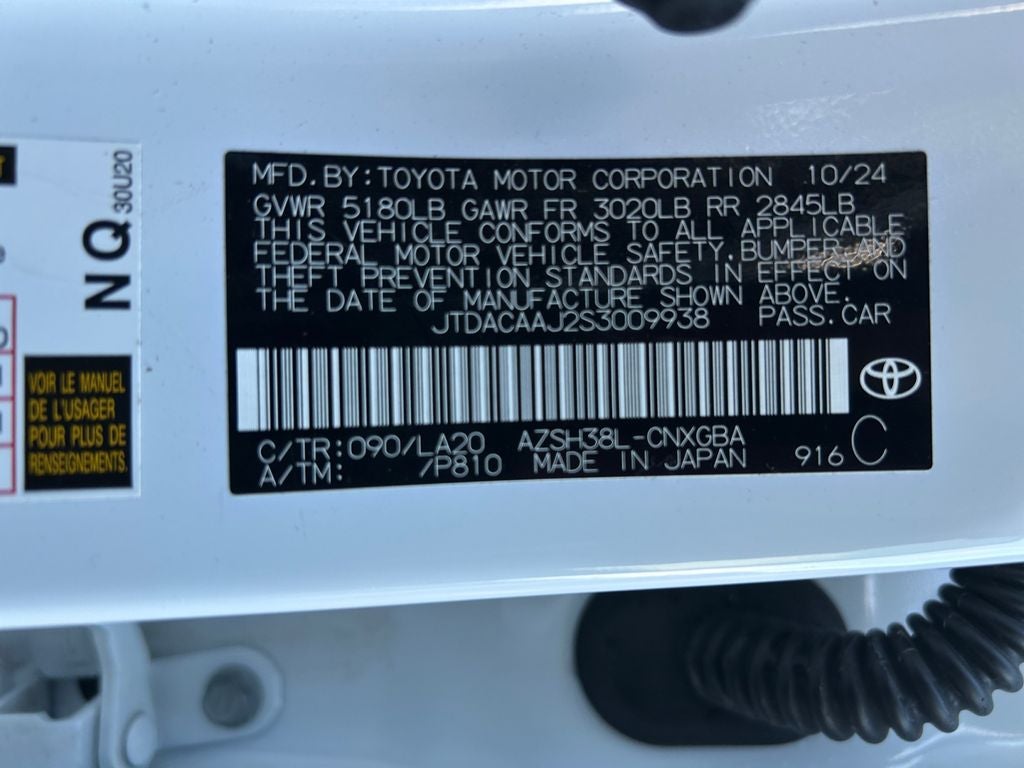 MFD.BY:TOYOTA MOTOR CORPORATION 10/24
GVWR 5180LB GAWR FR 3020LB RR 2845LB
THIS VEHICLE CONFORMS TO ALL APPLICABLE
FEDERAL MOTOR VEHICLE SAFETY,BUMPER AND
THEFT PREVENTION STANDARDS IN EFFECT ON
THE DATE OF MANUFACTURE SHOWN ABOVE.
JTDACAAJ2S3009938 PASS.CAR
C/TR:090/LA20 AZSH38L-CNXGBA
A/TM: /P810 MADE IN JAPAN 916 C
NQ
30U20
VOIR LE MANUEL
DE L'USAGER
POUR PLUS DE
RENSEIGNEMENTS.